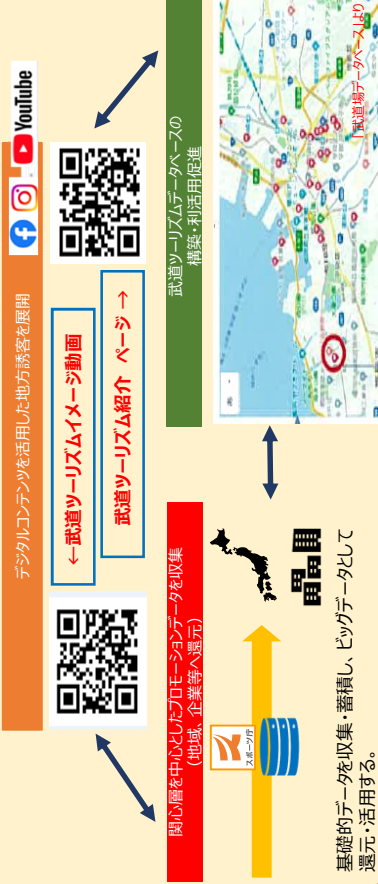 デジタルコンテンツを活用した地方誘客を展開
YouTube
←武道ツーリズムイメージ動画
武道ツーリズム紹介 ページ→
関心層を中心としたプロモーションデータを収集
(地域、企業等へ還元)
武道ツーリズムデータベースの
構築・利活用促進
スポーツ庁
基礎的データを収集・蓄積し、ビッグデータとして
還元・活用する。
「武道場データベース」より